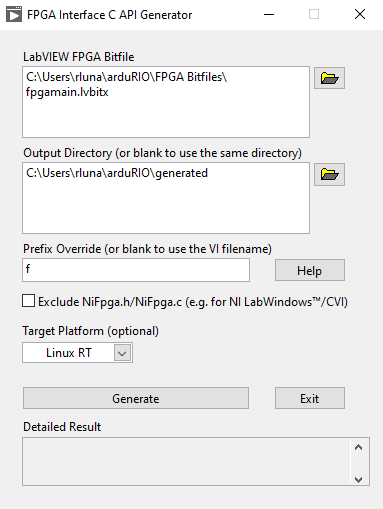 FPGA Interface C API Generator
LabVIEW FPGA Bitfile
C:\Users\rluna\arduRIO\FPGA Bitfiles\
fpgamain.lvbitx
Output Directory (or blank to use the same directory)
C:\Users\rluna\arduRIO\generated
Prefix Override (or blank to use the VI filename)
f
Help
Exclude NiFpga.h/NiFpga.c (e.g. for NI LabWindows™/CVI)
Target Platform (optional)
Linux RT
Generate
Exit
Detailed Result